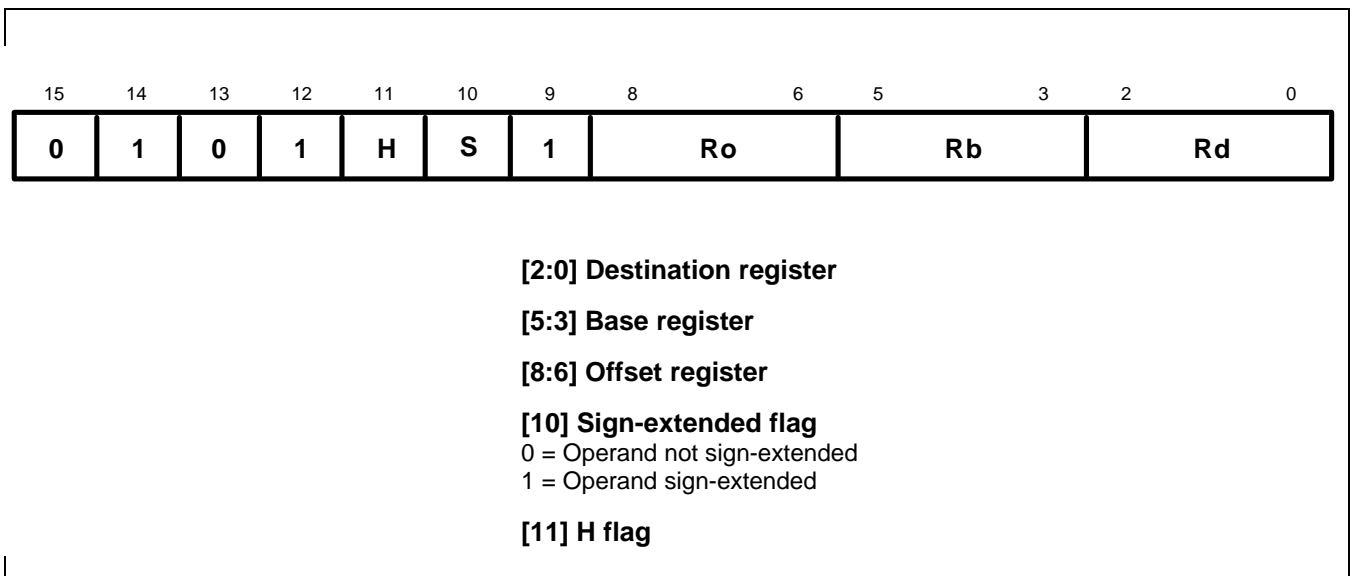 15 14 13 12 11 10 9 8 6 5 3 2 0
0 1 0 1 H S 1 Ro Rb Rd
[2:0] Destination register
[5:3] Base register
[8:6] Offset register
[10] Sign-extended flag
0 = Operand not sign-extended
1 = Operand sign-extended
[11] H flag